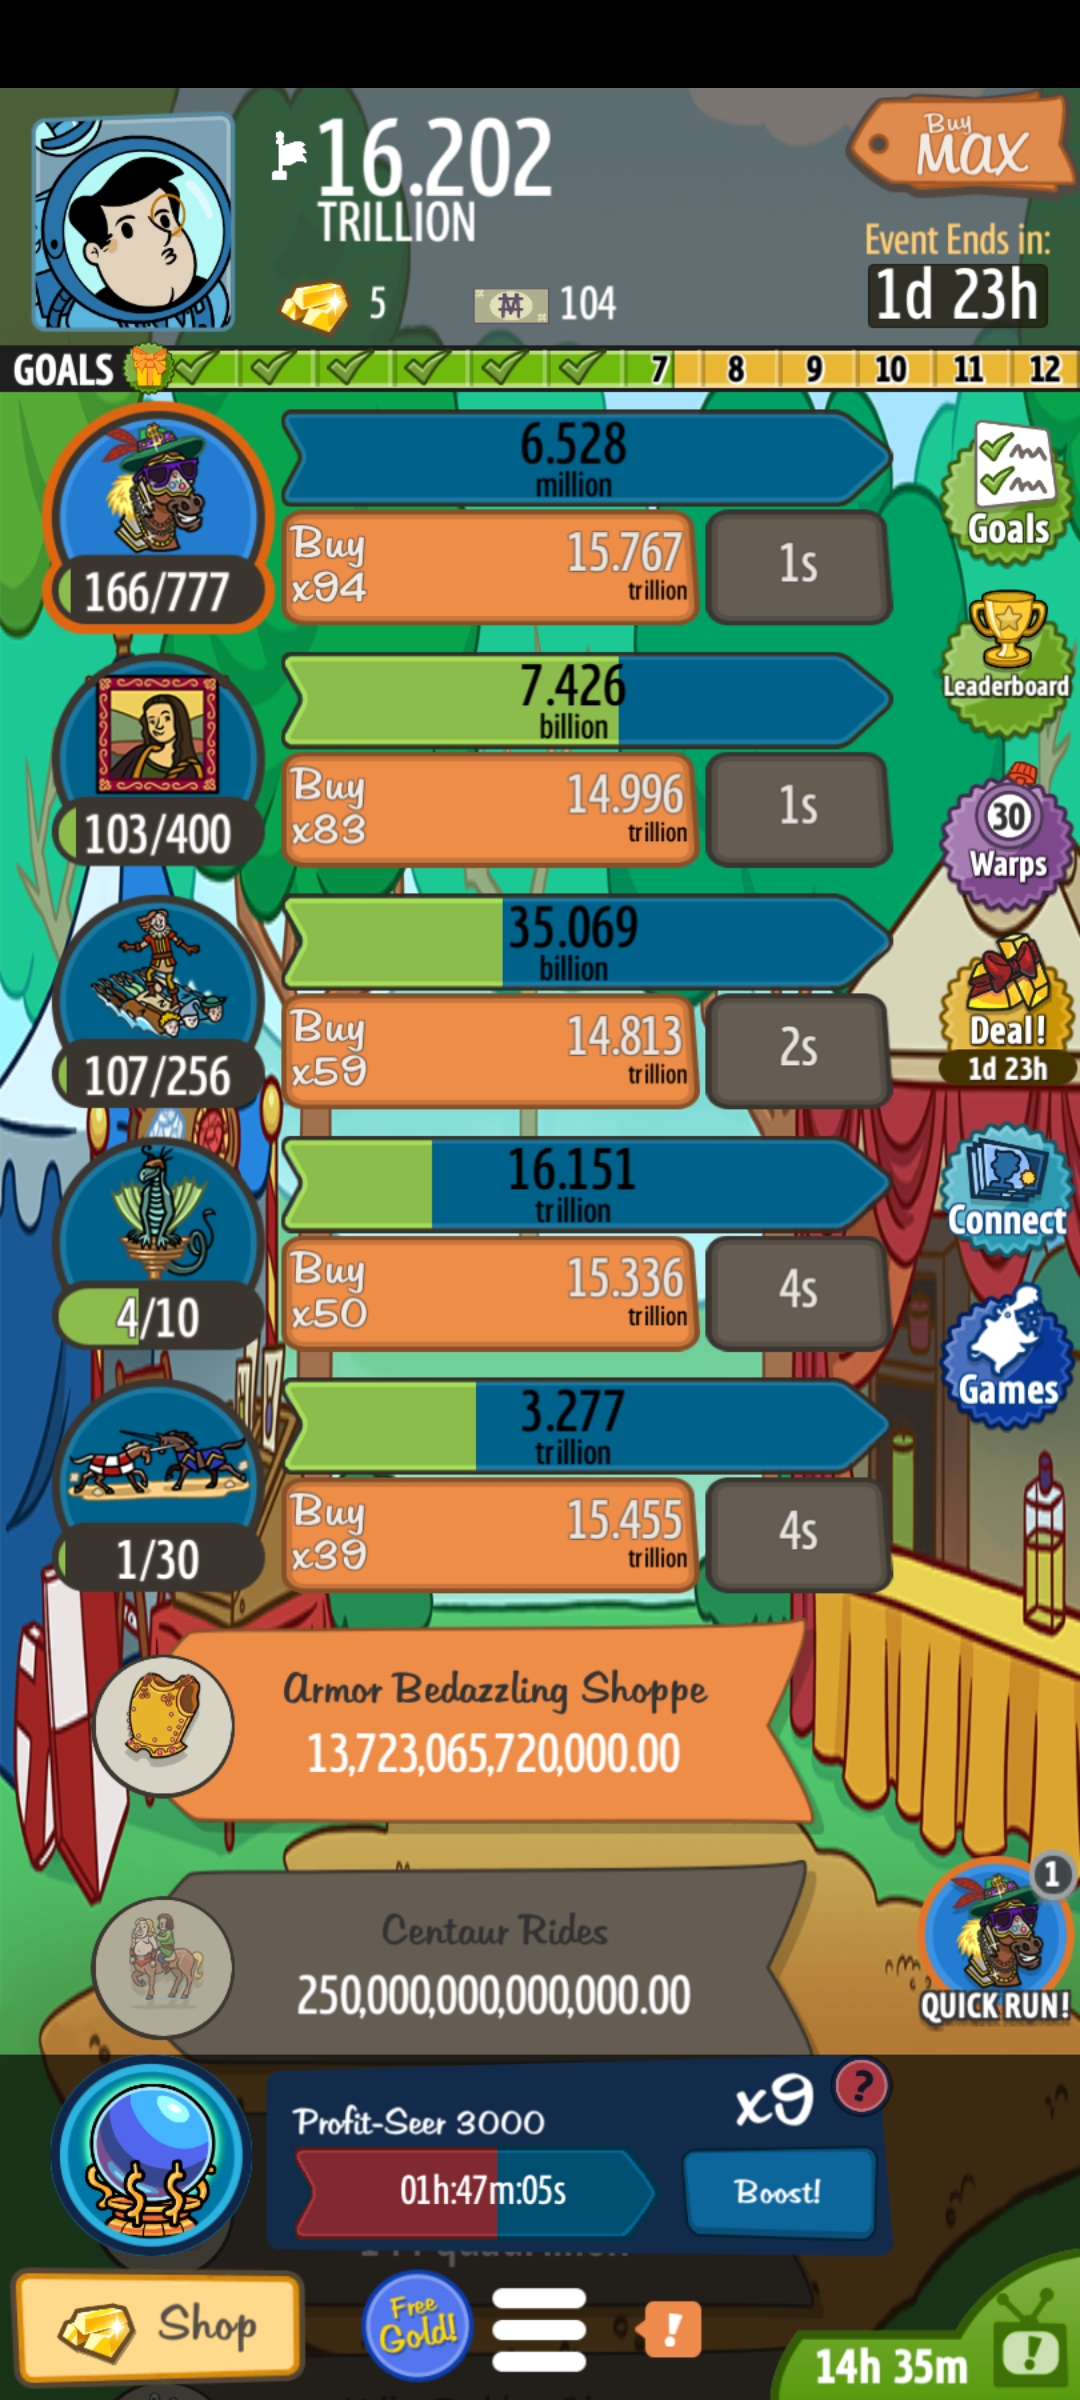 16.202
TRILLION
Buy
MAX
Event Ends in:
1d 23h
5
104
GOALS 7 8 9 10 11 12
6.528
million
Buy
x94
15.767
trillion
1s
166/777
Goals
7.426
billion
Buy
x83
14.996
trillion
1s
103/400
Leaderboard
30
Warps
35.069
billion
Buy
x59
14.813
trillion
2s
107/256
Deal!
1d 23h
16.151
trillion
Buy
x50
15.336
trillion
4s
4/10
Connect
3.277
trillion
Buy
x39
15.455
trillion
4s
1/30
Games
Armor Bedazzling Shoppe
13,723,065,720,000.00
Centaur Rides
250,000,000,000,000.00
1
QUICK RUN!
Profit-Seer 3000
x9
?
01h:47m:05s
Boost!
Shop
Free
Gold!
!
14h 35m
!